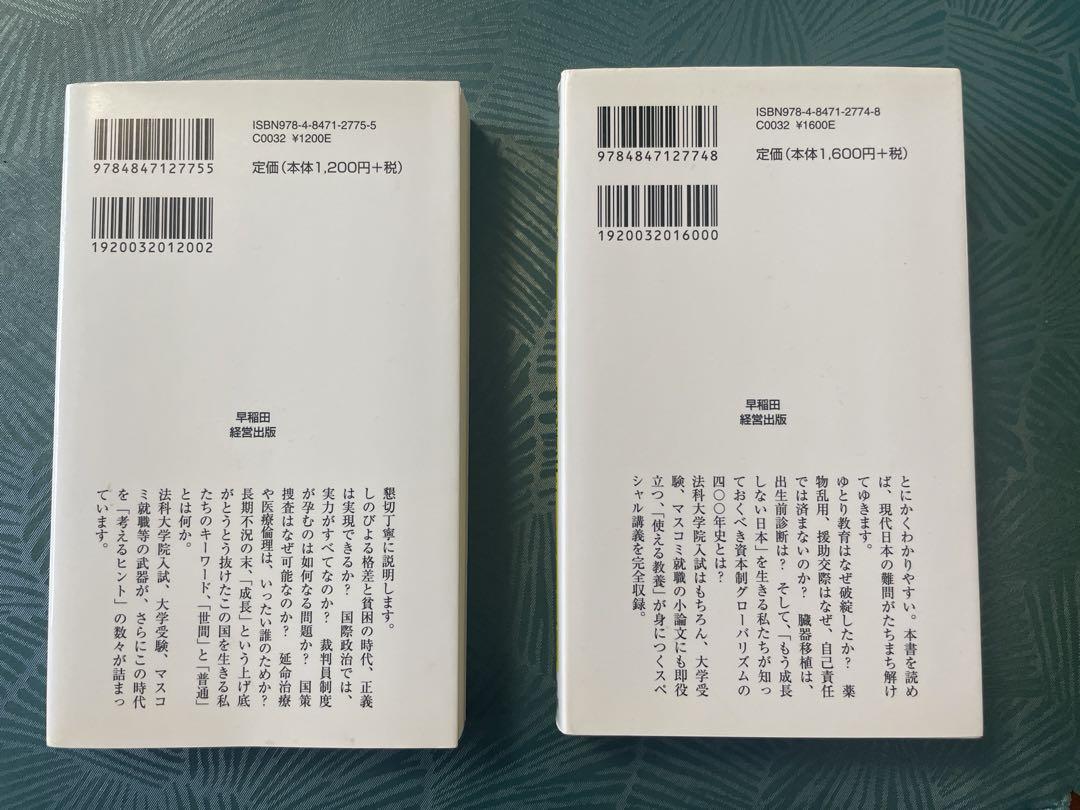 ISBN978-4-8471-2775-5
C0032 ¥1200E
9784847127755
定価（本体1,200円＋税）
1920032012002
早稲田
経営出版
懇切丁寧に説明します。
しのびよる格差と貧困の時代、正義
は実現できるか？　国際政治では、
実力がすべてなのか？　裁判員制度
が孕むのは如何なる問題か？　国策
捜査はなぜ可能なのか？　延命治療
や医療倫理は、いったい誰のためか？
長期不況の末、「成長」という上げ底
がとうとう抜けたこの国を生きる私
たちのキーワード、「世間」と「普通」
とは何か。
法科大学院入試、大学受験、マスコ
ミ就職等の武器が、さらにこの時代
を「考えるヒント」の数々が詰まっ
ています。
ISBN978-4-8471-2774-8
C0032 ¥1600E
9784847127748
定価（本体1,600円＋税）
1920032016000
早稲田
経営出版
とにかくわかりやすい。本書を読め
ば、現代日本の難問がたちまち解け
てゆきます。
ゆとり教育はなぜ破綻したか？　薬
物乱用、援助交際はなぜ、自己責任
では済まないのか？　臓器移植は、
出生前診断は？　そして、「もう成長
しない日本」を生きる私たちが知っ
ておくべき資本制グローバリズムの
四〇〇年史とは？
法科大学院入試はもちろん、大学受
験、マスコミ就職の小論文にも即役
立つ、「使える教養」が身につくスペ
シャル講義を完全収録。